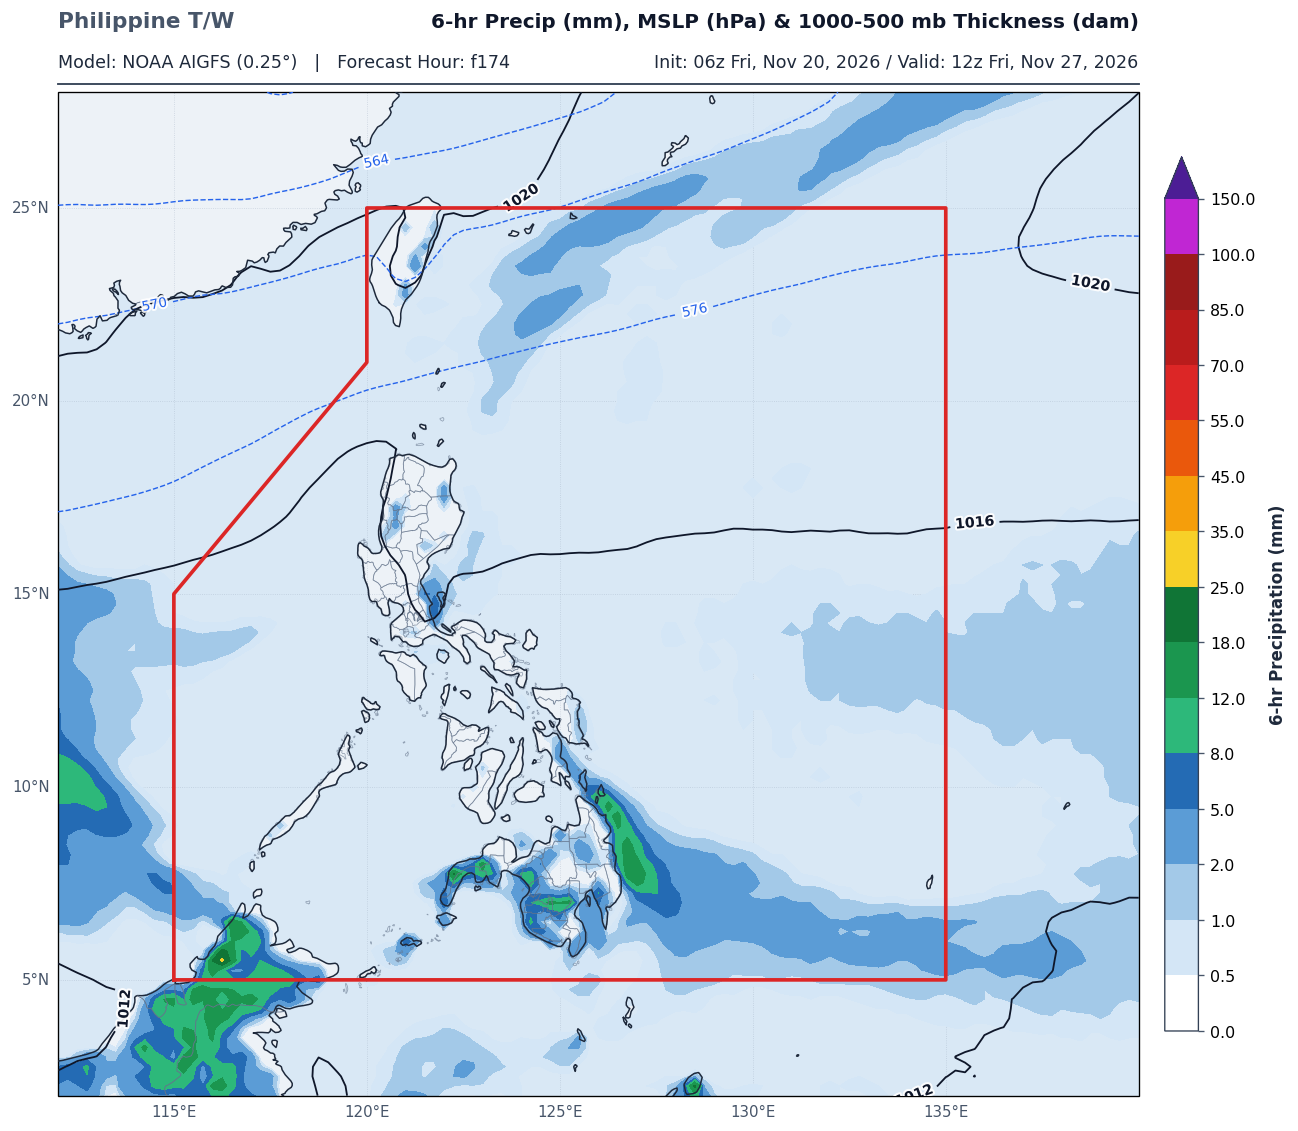 Philippine T/W
6-hr Precip (mm), MSLP (hPa) & 1000-500 mb Thickness (dam)
Model: NOAA AIGFS (0.25°) | Forecast Hour: f174
Init: 06z Fri, Nov 20, 2026 / Valid: 12z Fri, Nov 27, 2026
564
1020
25°N
570
1020
576
20°N
1016
15°N
10°N
5°N
1012
1012
115°E
120°E
125°E
130°E
135°E
150.0
100.0
85.0
70.0
55.0
45.0
35.0
25.0
18.0
12.0
8.0
5.0
2.0
1.0
0.5
0.0
6-hr Precipitation (mm)